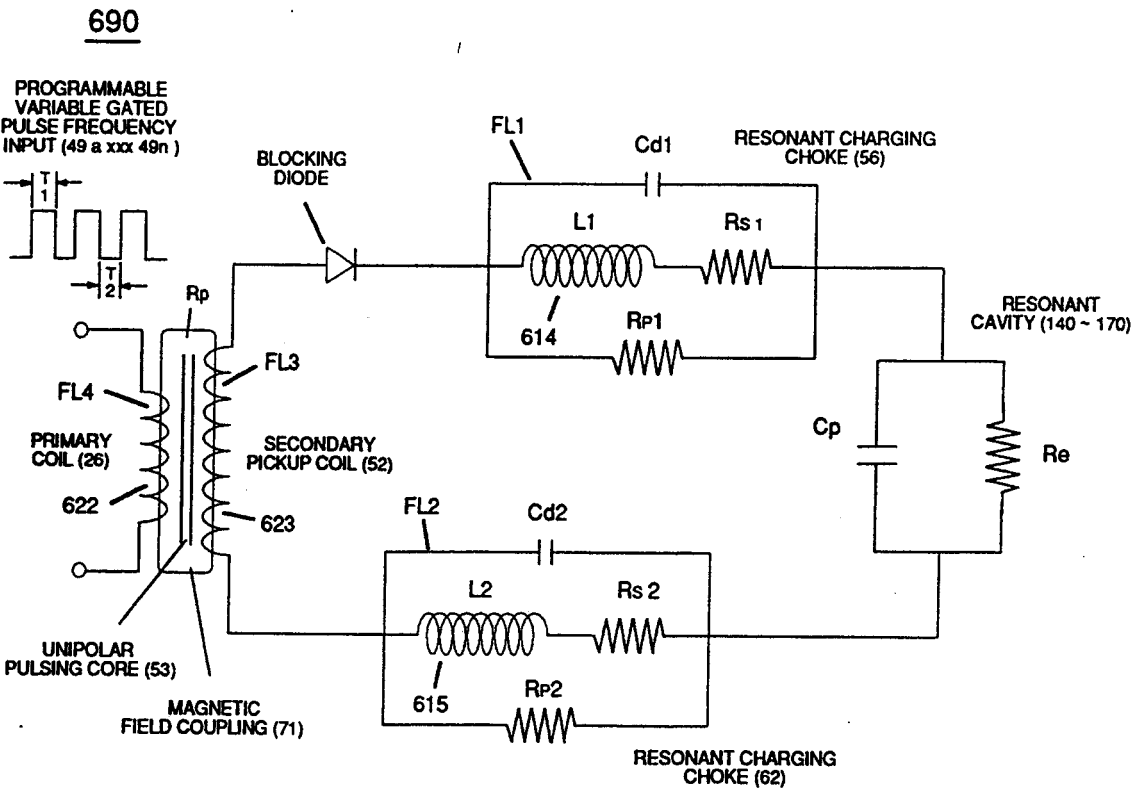 690
PROGRAMMABLE
VARIABLE GATED
PULSE FREQUENCY
INPUT (49 a xxx 49n )
T
1
T
2
BLOCKING
DIODE
FL1
Cd1
RESONANT CHARGING
CHOKE (56)
L1
Rs 1
614
RP1
Rp
FL3
FL4
PRIMARY
COIL (26)
622
SECONDARY
PICKUP COIL (52)
623
RESONANT
CAVITY (140 ~ 170)
Cp
Re
FL2
Cd2
L2
Rs 2
615
RP2
UNIPOLAR
PULSING CORE (53)
MAGNETIC
FIELD COUPLING (71)
RESONANT CHARGING
CHOKE (62)